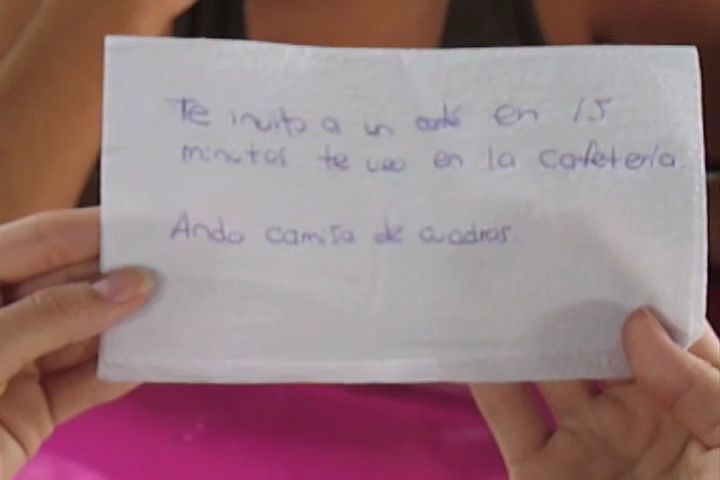 Te invito a un café en 15
minutos te veo en la cafetería.
Ando camisa de cuadros